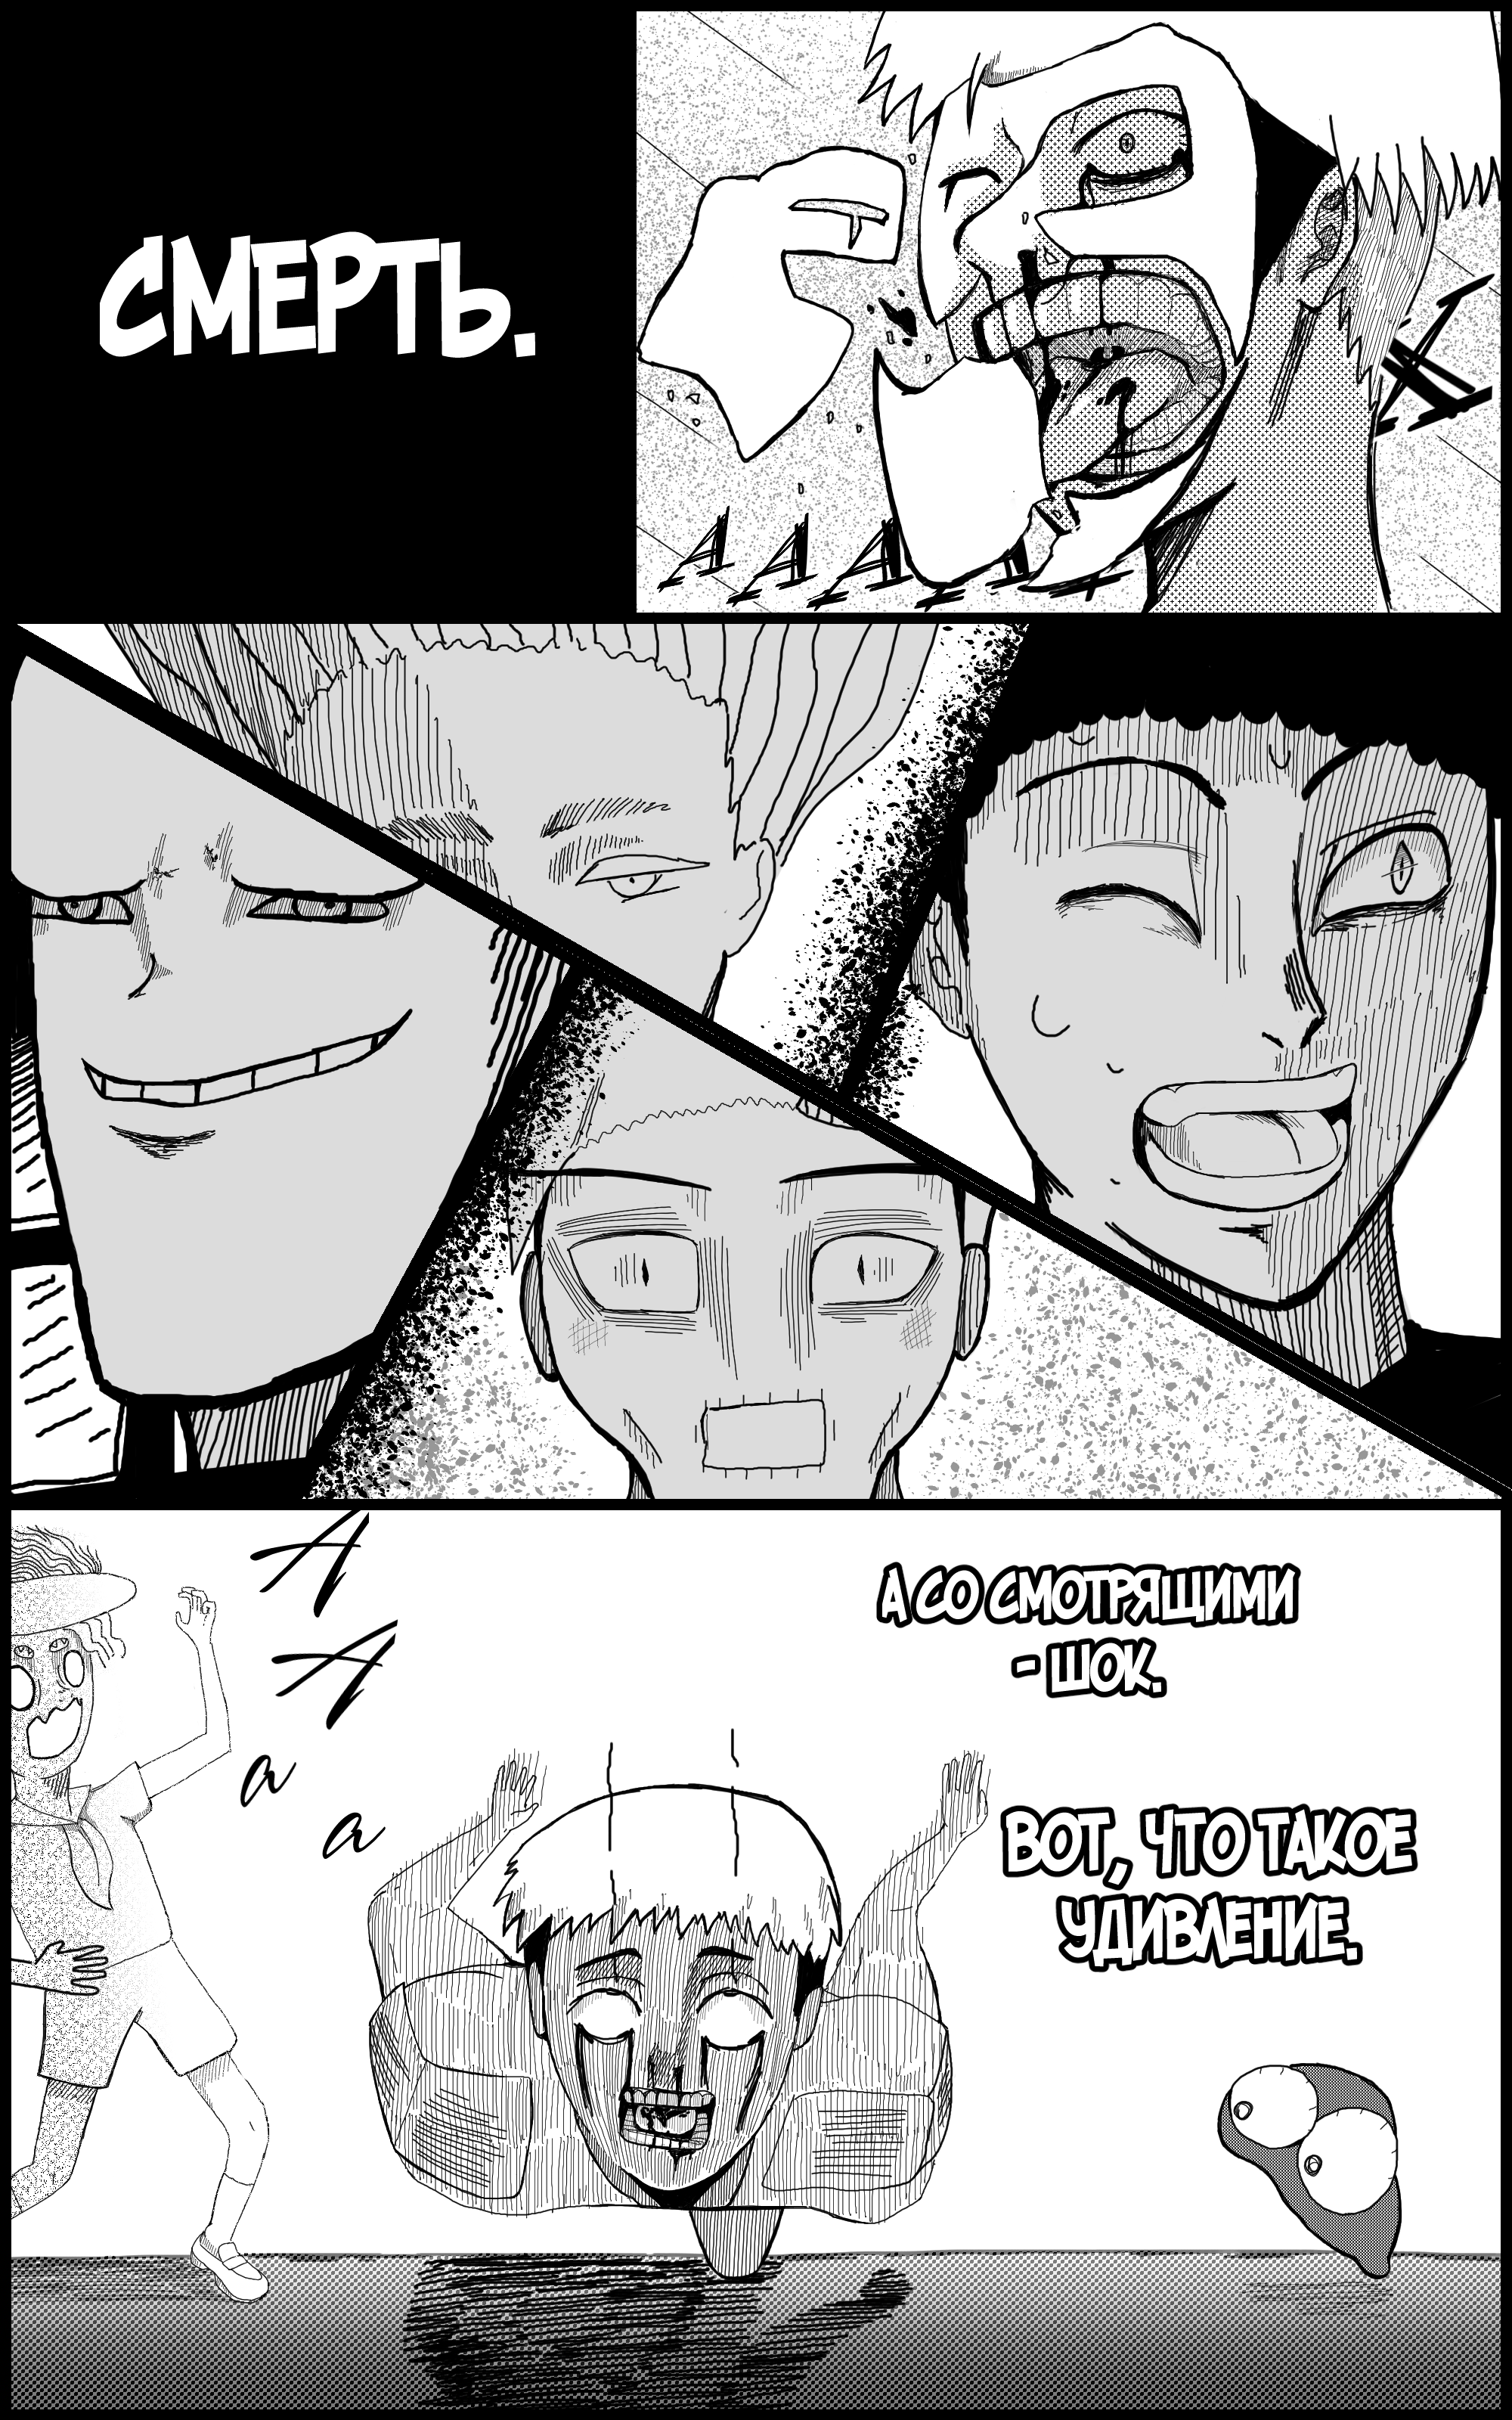 СМЕРТЬ.
А А А А А А
А
А
а
а
А СО СМОТРЯЩИМИ
- ШОК.
ВОТ, ЧТО ТАКОЕ
УДИВЛЕНИЕ.